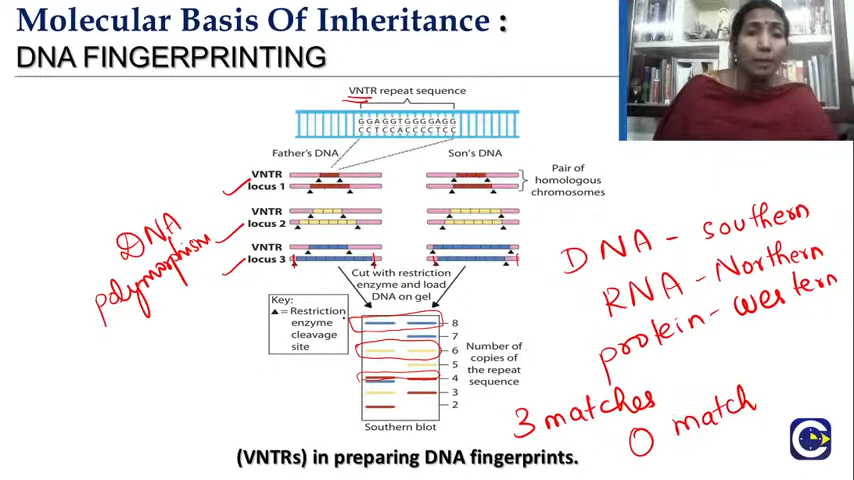 Molecular Basis Of Inheritance :
DNA FINGERPRINTING
VNTR repeat sequence
G G A G G T G G G G A G G
C C T C C A C C C C T C C
Father's DNA
Son's DNA
VNTR
locus 1
Pair of
homologous
chromosomes
VNTR
locus 2
VNTR
locus 3
DNA
polymorphism
DNA - Southern
RNA - Northern
protein - western
Cut with restriction
enzyme and load
DNA on gel
Key:
▲ = Restriction
enzyme
cleavage
site
8
7
6
5
4
3
2
Number of
copies of
the repeat
sequence
Southern blot
3 matches
0 match
(VNTRs) in preparing DNA fingerprints.